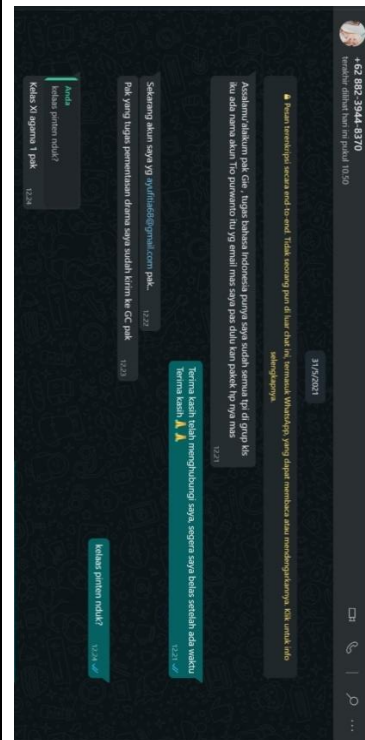 +62 882-3944-8370
terakhir dilihat hari ini pukul 10.50
31/5/2021
Pesan terenkripsi secara end-to-end. Tidak seorang pun di luar chat ini, termasuk WhatsApp, yang dapat membaca atau mendengarkannya. Klik untuk info
selengkapnya.
Assalamu'alaikum pak Gie , tugas bahasa Indonesia punya saya sudah semua tpi di grup kls
iku ada nama akun Tio purwanto itu yg email mas saya pas dulu kan pakek hp nya mas
12.21
Terima kasih telah menghubungi saya, segera saya belas setelah ada waktu
Terima kasih 🙏 🙏
12.21
Sekarang akun saya yg ayufitia68@gmail.com pak..
12.22
Pak yang tugas pementasan drama saya sudah kirim ke GC pak
12.23
kelaas pinten nduk?
12.24
Anda
kelaas pinten nduk?
Kelas XI agama 1 pak
12.24